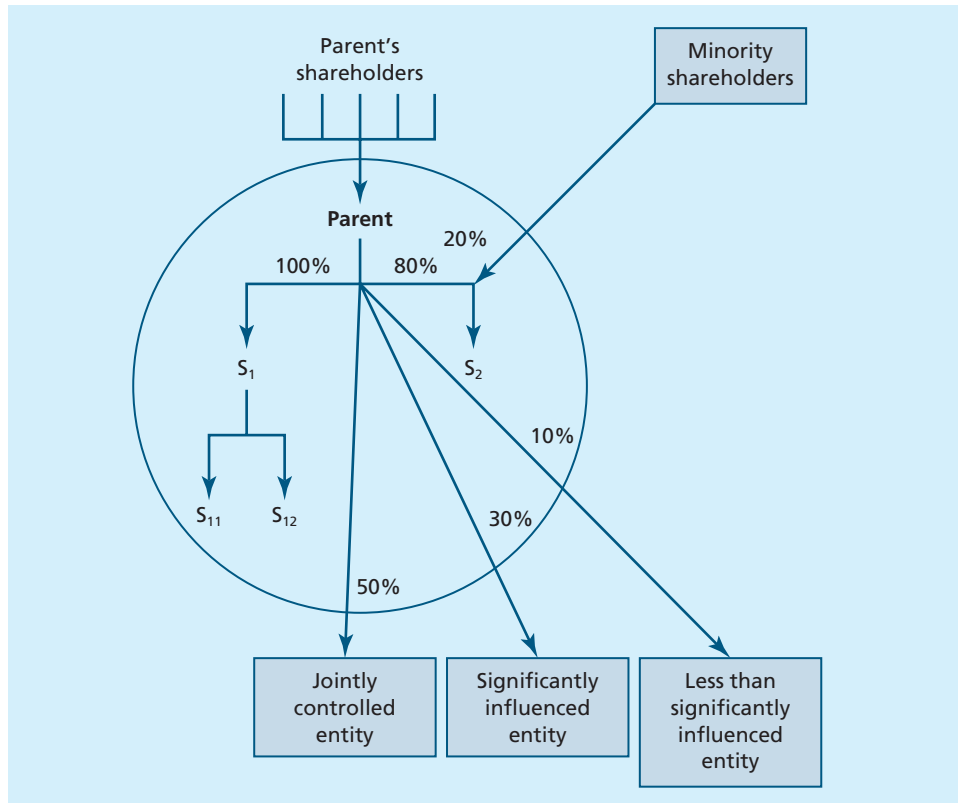 Parent's
shareholders
Minority
shareholders
Parent
20%
100%
80%
S₁
S₂
10%
S₁₁
S₁₂
30%
50%
Jointly
controlled
entity
Significantly
influenced
entity
Less than
significantly
influenced
entity